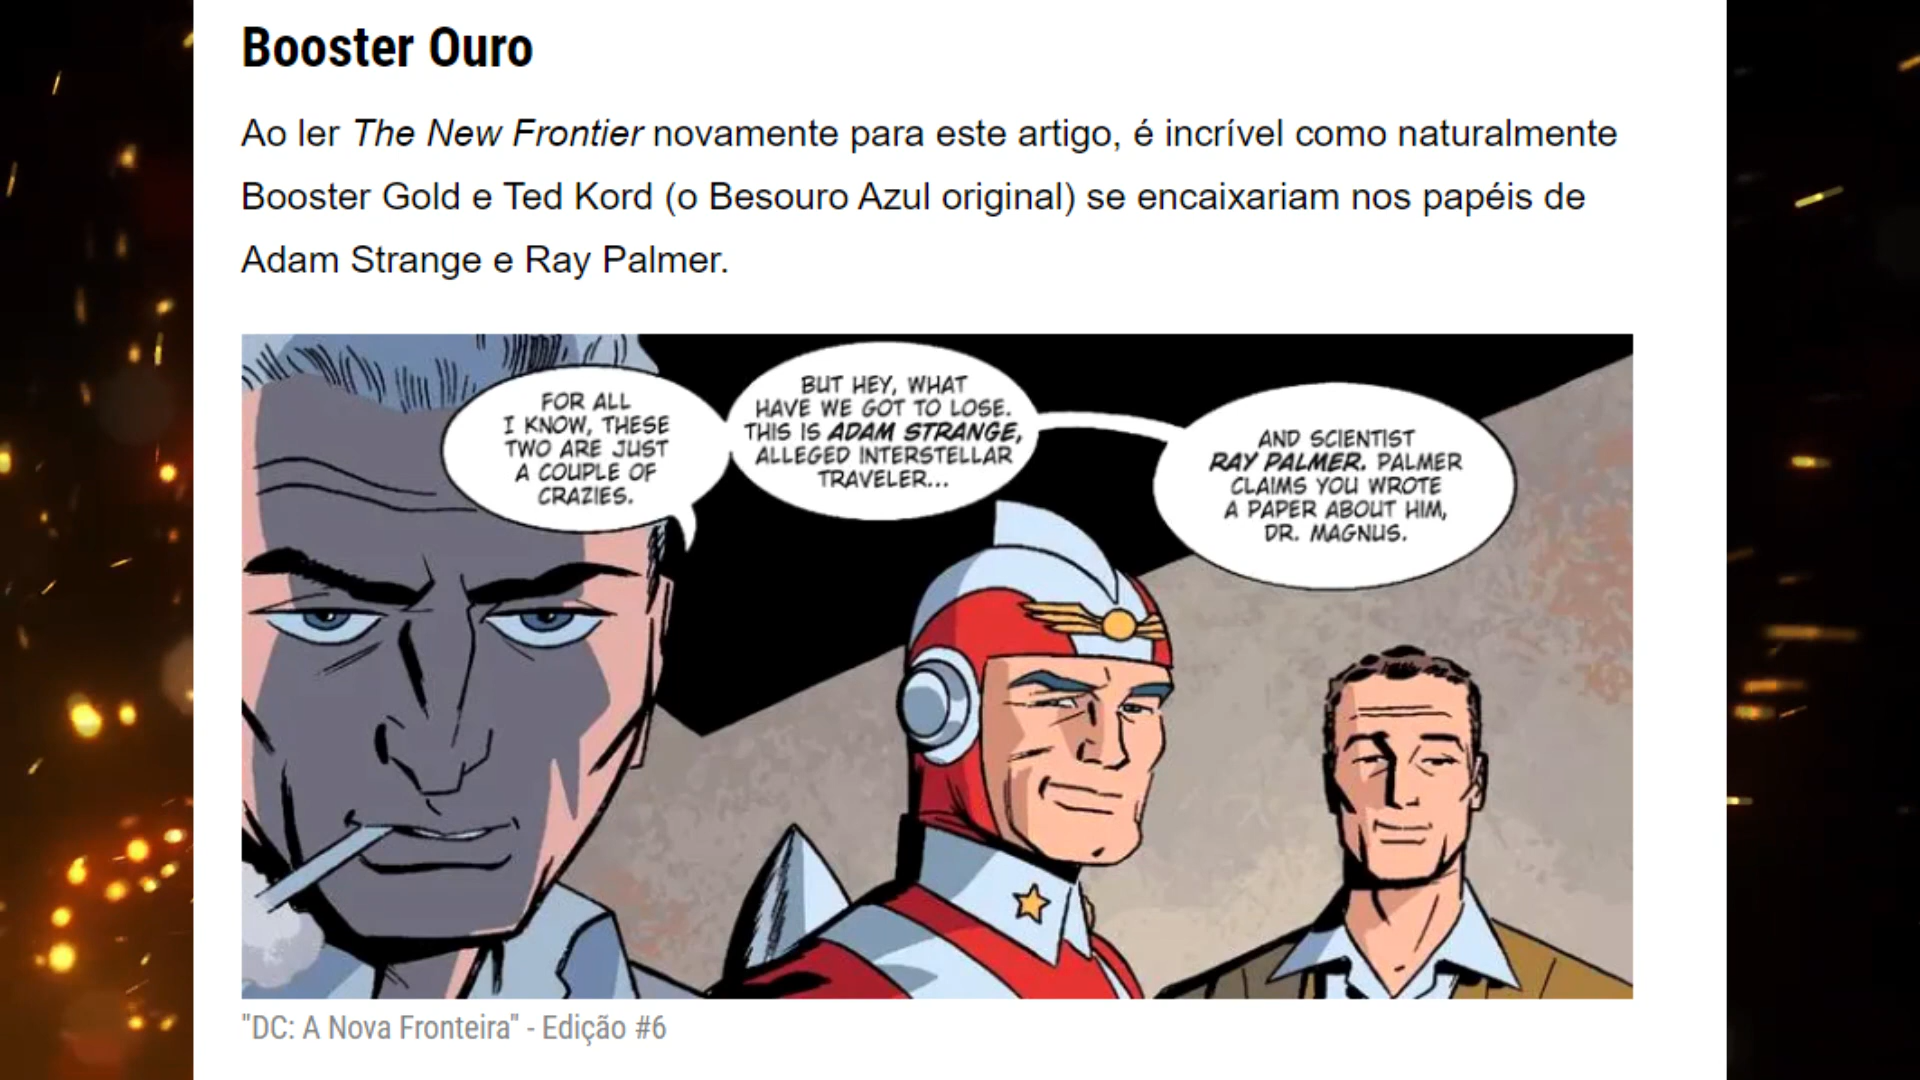 Booster Ouro
Ao ler The New Frontier novamente para este artigo, é incrível como naturalmente
Booster Gold e Ted Kord (o Besouro Azul original) se encaixariam nos papéis de
Adam Strange e Ray Palmer.
FOR ALL
I KNOW, THESE
TWO ARE JUST
A COUPLE OF
CRAZIES.
BUT HEY, WHAT
HAVE WE GOT TO LOSE.
THIS IS ADAM STRANGE,
ALLEGED INTERSTELLAR
TRAVELER...
AND SCIENTIST
RAY PALMER. PALMER
CLAIMS YOU WROTE
A PAPER ABOUT HIM,
DR. MAGNUS.
"DC: A Nova Fronteira" - Edição #6